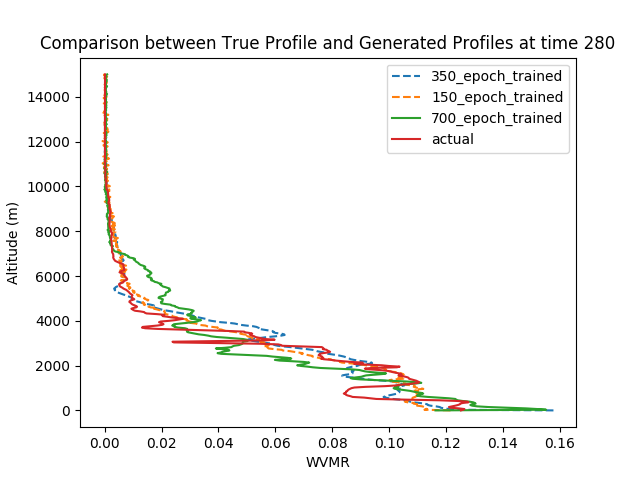 Comparison between True Profile and Generated Profiles at time 280
350_epoch_trained
150_epoch_trained
700_epoch_trained
actual
14000
12000
10000
8000
6000
4000
2000
0
Altitude (m)
0.00 0.02 0.04 0.06 0.08 0.10 0.12 0.14 0.16
WVMR